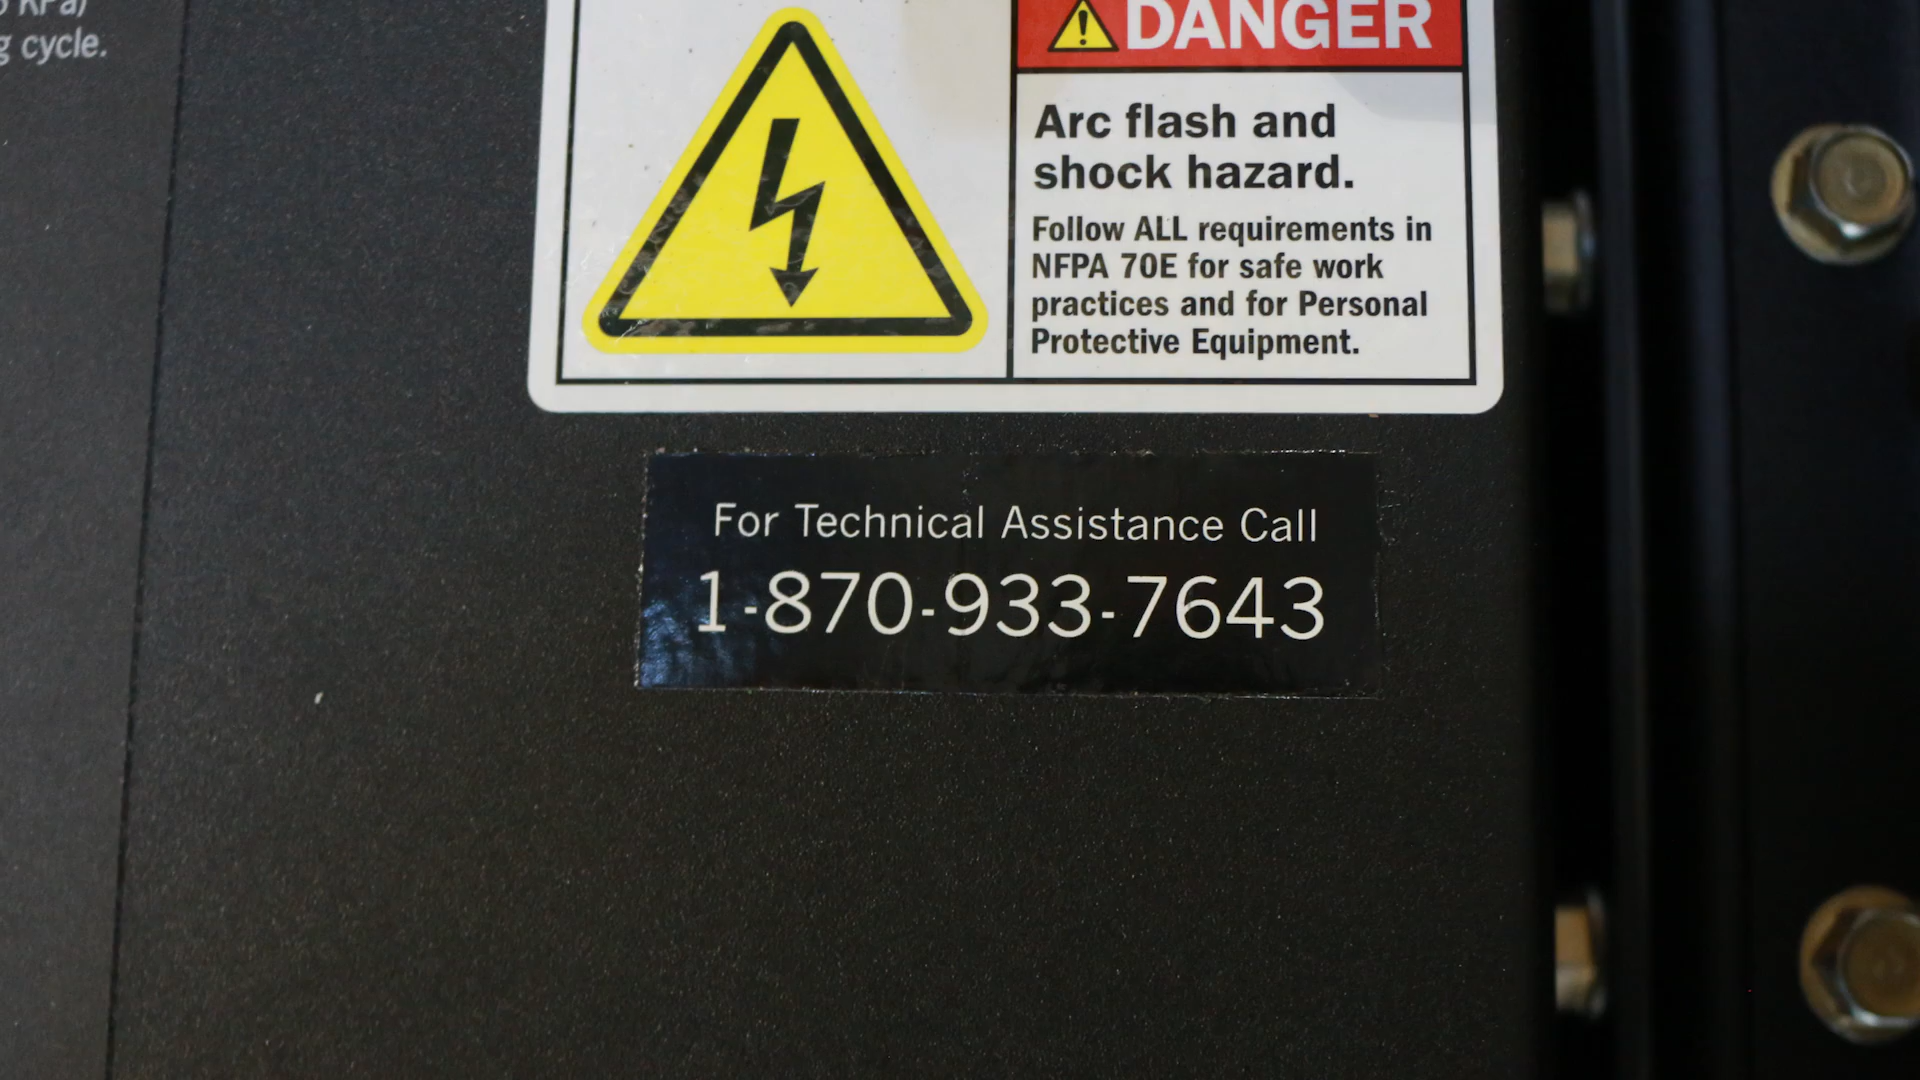 KPa)
g cycle.
DANGER
Arc flash and
shock hazard.
Follow ALL requirements in
NFPA 70E for safe work
practices and for Personal
Protective Equipment.
For Technical Assistance Call
1-870-933-7643